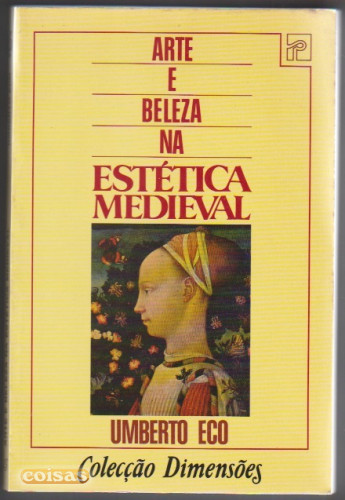 ARTE
E
BELEZA
NA
ESTÉTICA
MEDIEVAL
UMBERTO ECO
Colecção Dimensões
coisas
P